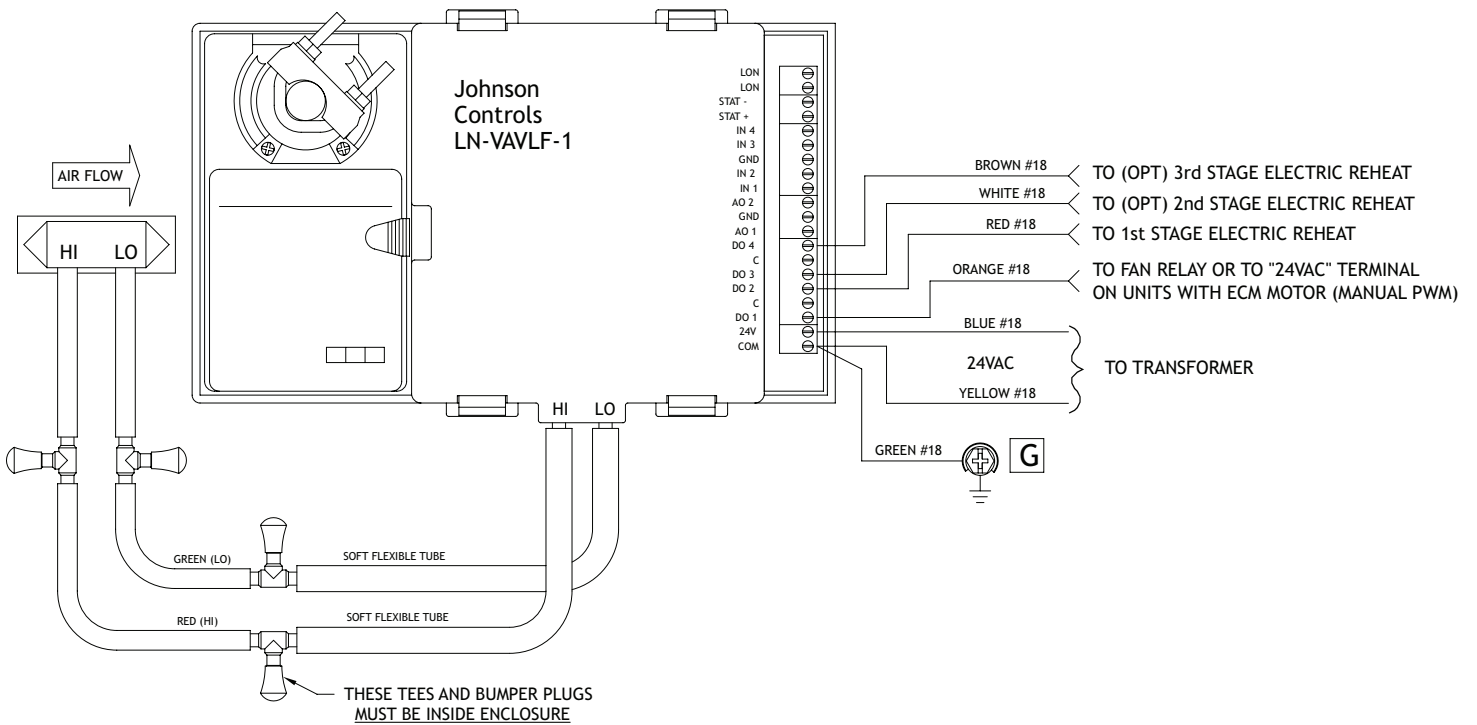 Johnson
Controls
LN-VAVLF-1
LON
LON
STAT -
STAT +
IN 4
IN 3
GND
IN 2
IN 1
AO 2
GND
AO 1
DO 4
C
DO 3
DO 2
C
DO 1
24V
COM
AIR FLOW
HI LO
BROWN #18 TO (OPT) 3rd STAGE ELECTRIC REHEAT
WHITE #18 TO (OPT) 2nd STAGE ELECTRIC REHEAT
RED #18 TO 1st STAGE ELECTRIC REHEAT
ORANGE #18 TO FAN RELAY OR TO "24VAC" TERMINAL
ON UNITS WITH ECM MOTOR (MANUAL PWM)
BLUE #18
24VAC TO TRANSFORMER
YELLOW #18
HI LO
GREEN #18 G
GREEN (LO) SOFT FLEXIBLE TUBE
RED (HI) SOFT FLEXIBLE TUBE
THESE TEES AND BUMPER PLUGS
MUST BE INSIDE ENCLOSURE